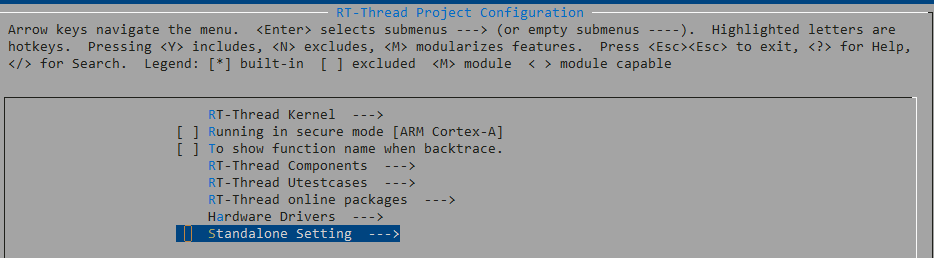 RT-Thread Project Configuration
Arrow keys navigate the menu.  <Enter> selects submenus ---> (or empty submenus ----).  Highlighted letters are
hotkeys.  Pressing <Y> includes, <N> excludes, <M> modularizes features.  Press <Esc><Esc> to exit, <?> for Help,
</> for Search.  Legend: [*] built-in  [ ] excluded  <M> module  < > module capable
RT-Thread Kernel  --->
[ ] Running in secure mode [ARM Cortex-A]
[ ] To show function name when backtrace.
RT-Thread Components  --->
RT-Thread Utestcases  --->
RT-Thread online packages  --->
Hardware Drivers  --->
[ ] Standalone Setting  --->